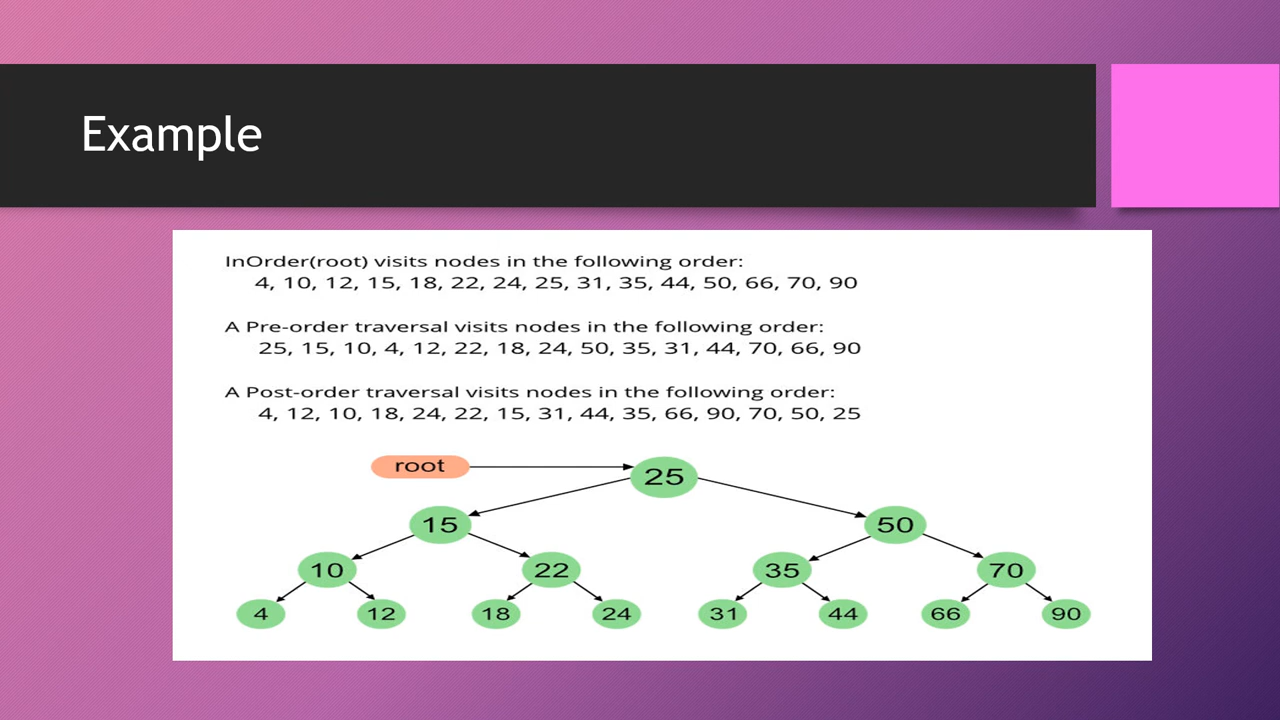 Example
InOrder(root) visits nodes in the following order:
4, 10, 12, 15, 18, 22, 24, 25, 31, 35, 44, 50, 66, 70, 90
A Pre-order traversal visits nodes in the following order:
25, 15, 10, 4, 12, 22, 18, 24, 50, 35, 31, 44, 70, 66, 90
A Post-order traversal visits nodes in the following order:
4, 12, 10, 18, 24, 22, 15, 31, 44, 35, 66, 90, 70, 50, 25
root
25
15 50
10 22 35 70
4 12 18 24 31 44 66 90